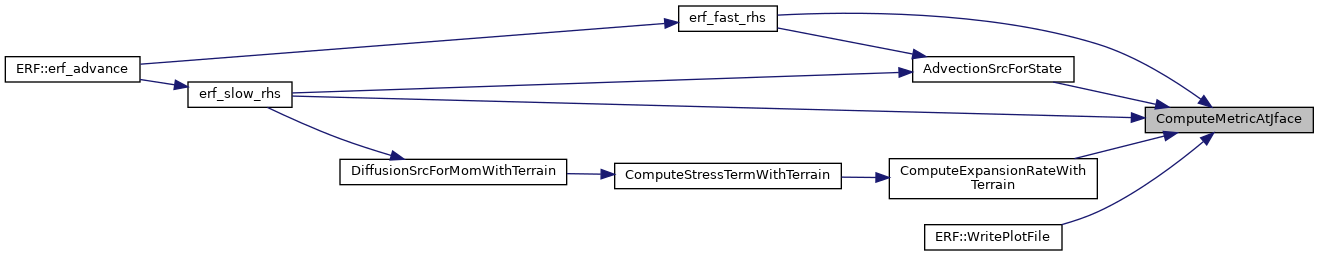 erf_fast_rhs
ERF::erf_advance
AdvectionSrcForState
erf_slow_rhs
ComputeMetricAtJface
DiffusionSrcForMomWithTerrain
ComputeStressTermWithTerrain
ComputeExpansionRateWith
Terrain
ERF::WritePlotFile